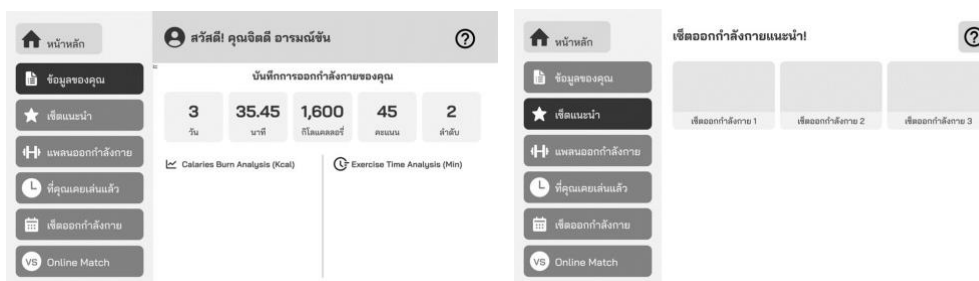 หน้าหลัก
ข้อมูลของคุณ
เซ็ตแนะนำ
แพลนออกกำลังกาย
ที่คุณเคยเล่นแล้ว
เซ็ตออกกำลังกาย
VS Online Match
สวัสดี! คุณจิตดี อารมณ์ขัน
บันทึกการออกกำลังกายของคุณ
3 35.45 1,600 45 2
วัน นาที กิโลแคลอรี่ คะแนน ลำดับ
Calaries Burn Analysis (Kcal) Exercise Time Analysis (Min)
หน้าหลัก
ข้อมูลของคุณ
เซ็ตแนะนำ
แพลนออกกำลังกาย
ที่คุณเคยเล่นแล้ว
เซ็ตออกกำลังกาย
VS Online Match
เซ็ตออกกำลังกายแนะนำ!
เซ็ตออกกำลังกาย 1 เซ็ตออกกำลังกาย 2 เซ็ตออกกำลังกาย 3